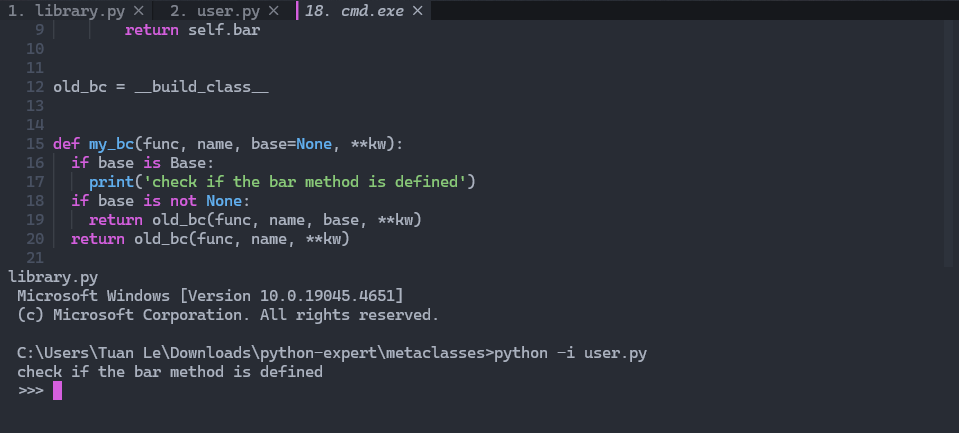 1. library.py × 2. user.py × 18. cmd.exe ×
9 return self.bar
10
11
12 old_bc = __build_class__
13
14
15 def my_bc(func, name, base=None, **kw):
16 if base is Base:
17 print('check if the bar method is defined')
18 if base is not None:
19 return old_bc(func, name, base, **kw)
20 return old_bc(func, name, **kw)
21
library.py
Microsoft Windows [Version 10.0.19045.4651]
(c) Microsoft Corporation. All rights reserved.
C:\Users\Tuan Le\Downloads\python-expert\metaclasses>python -i user.py
check if the bar method is defined
>>>